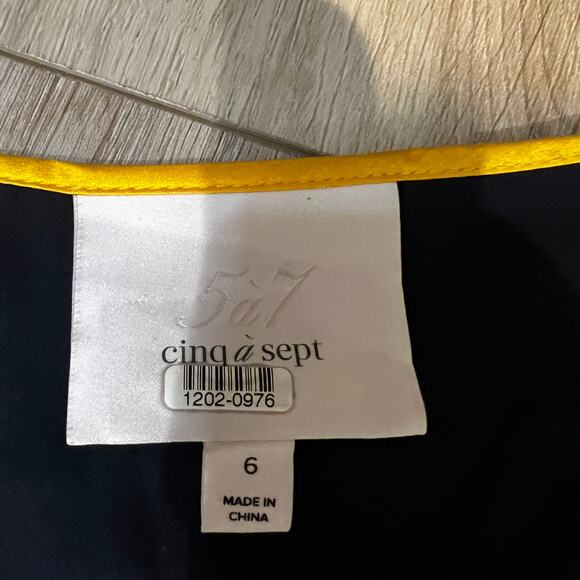 5à7
cinq à sept
1202-0976
6
MADE IN
CHINA